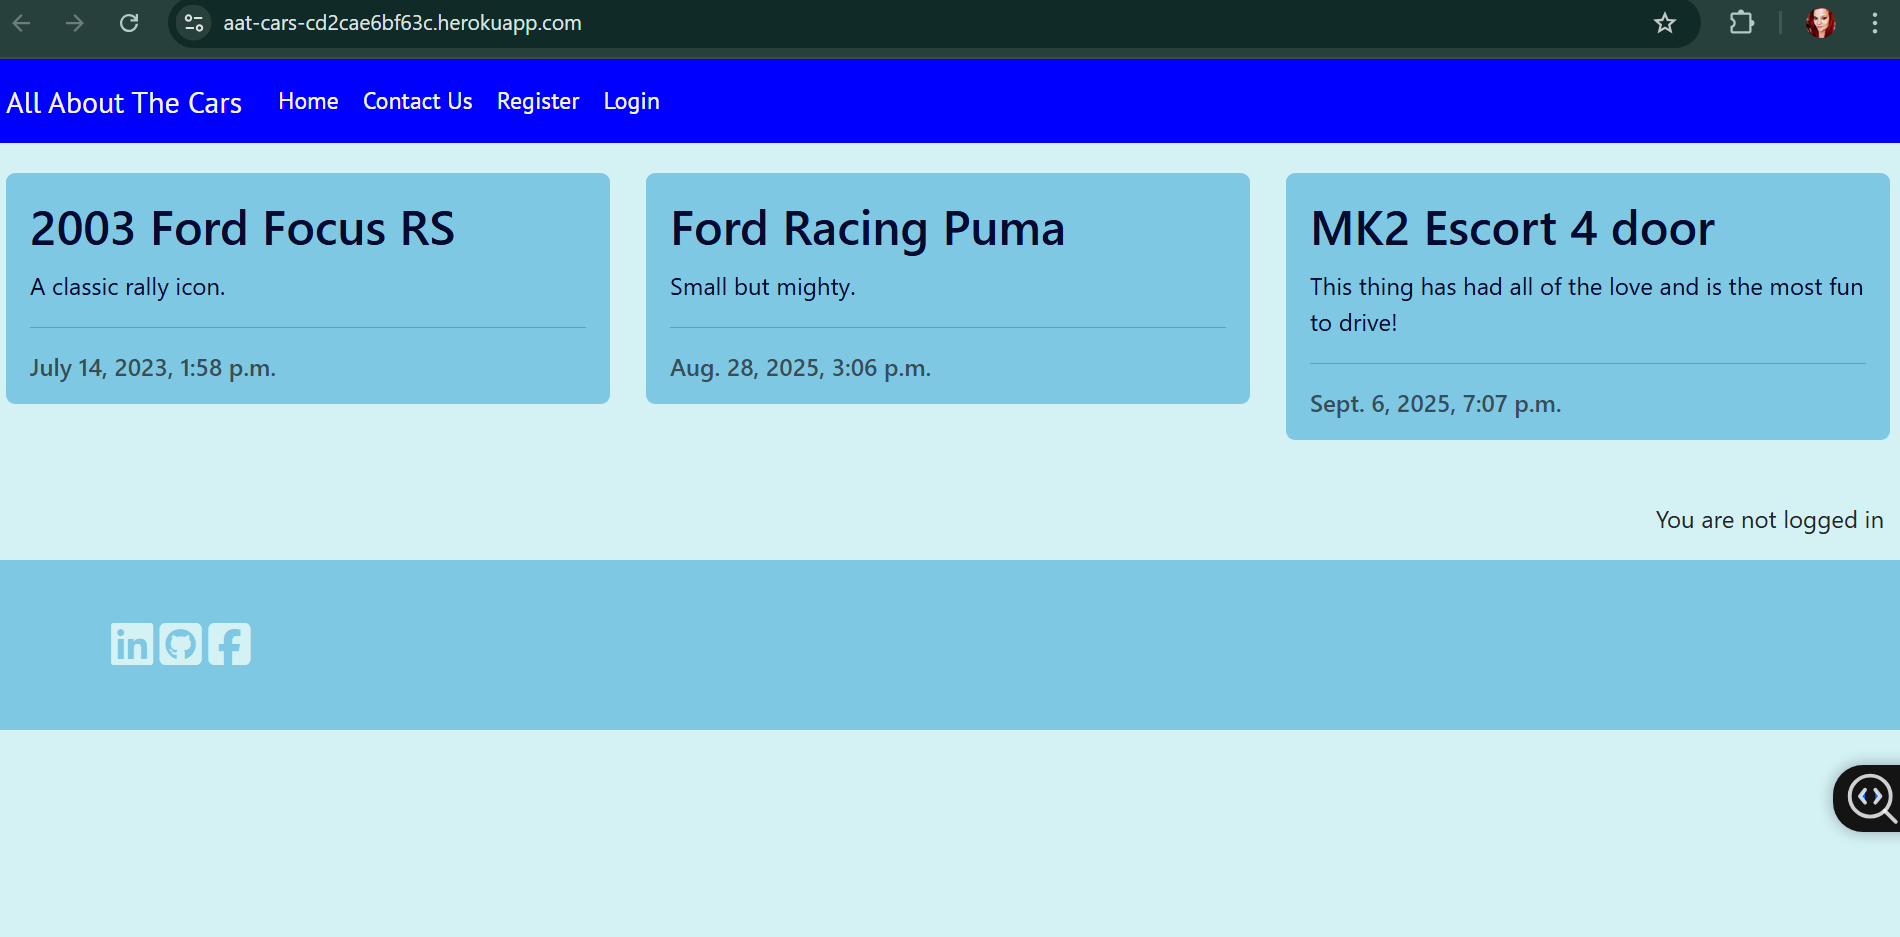 aat-cars-cd2cae6bf63c.herokuapp.com
All About The Cars Home Contact Us Register Login
2003 Ford Focus RS
A classic rally icon.
July 14, 2023, 1:58 p.m.
Ford Racing Puma
Small but mighty.
Aug. 28, 2025, 3:06 p.m.
MK2 Escort 4 door
This thing has had all of the love and is the most fun
to drive!
Sept. 6, 2025, 7:07 p.m.
You are not logged in
in